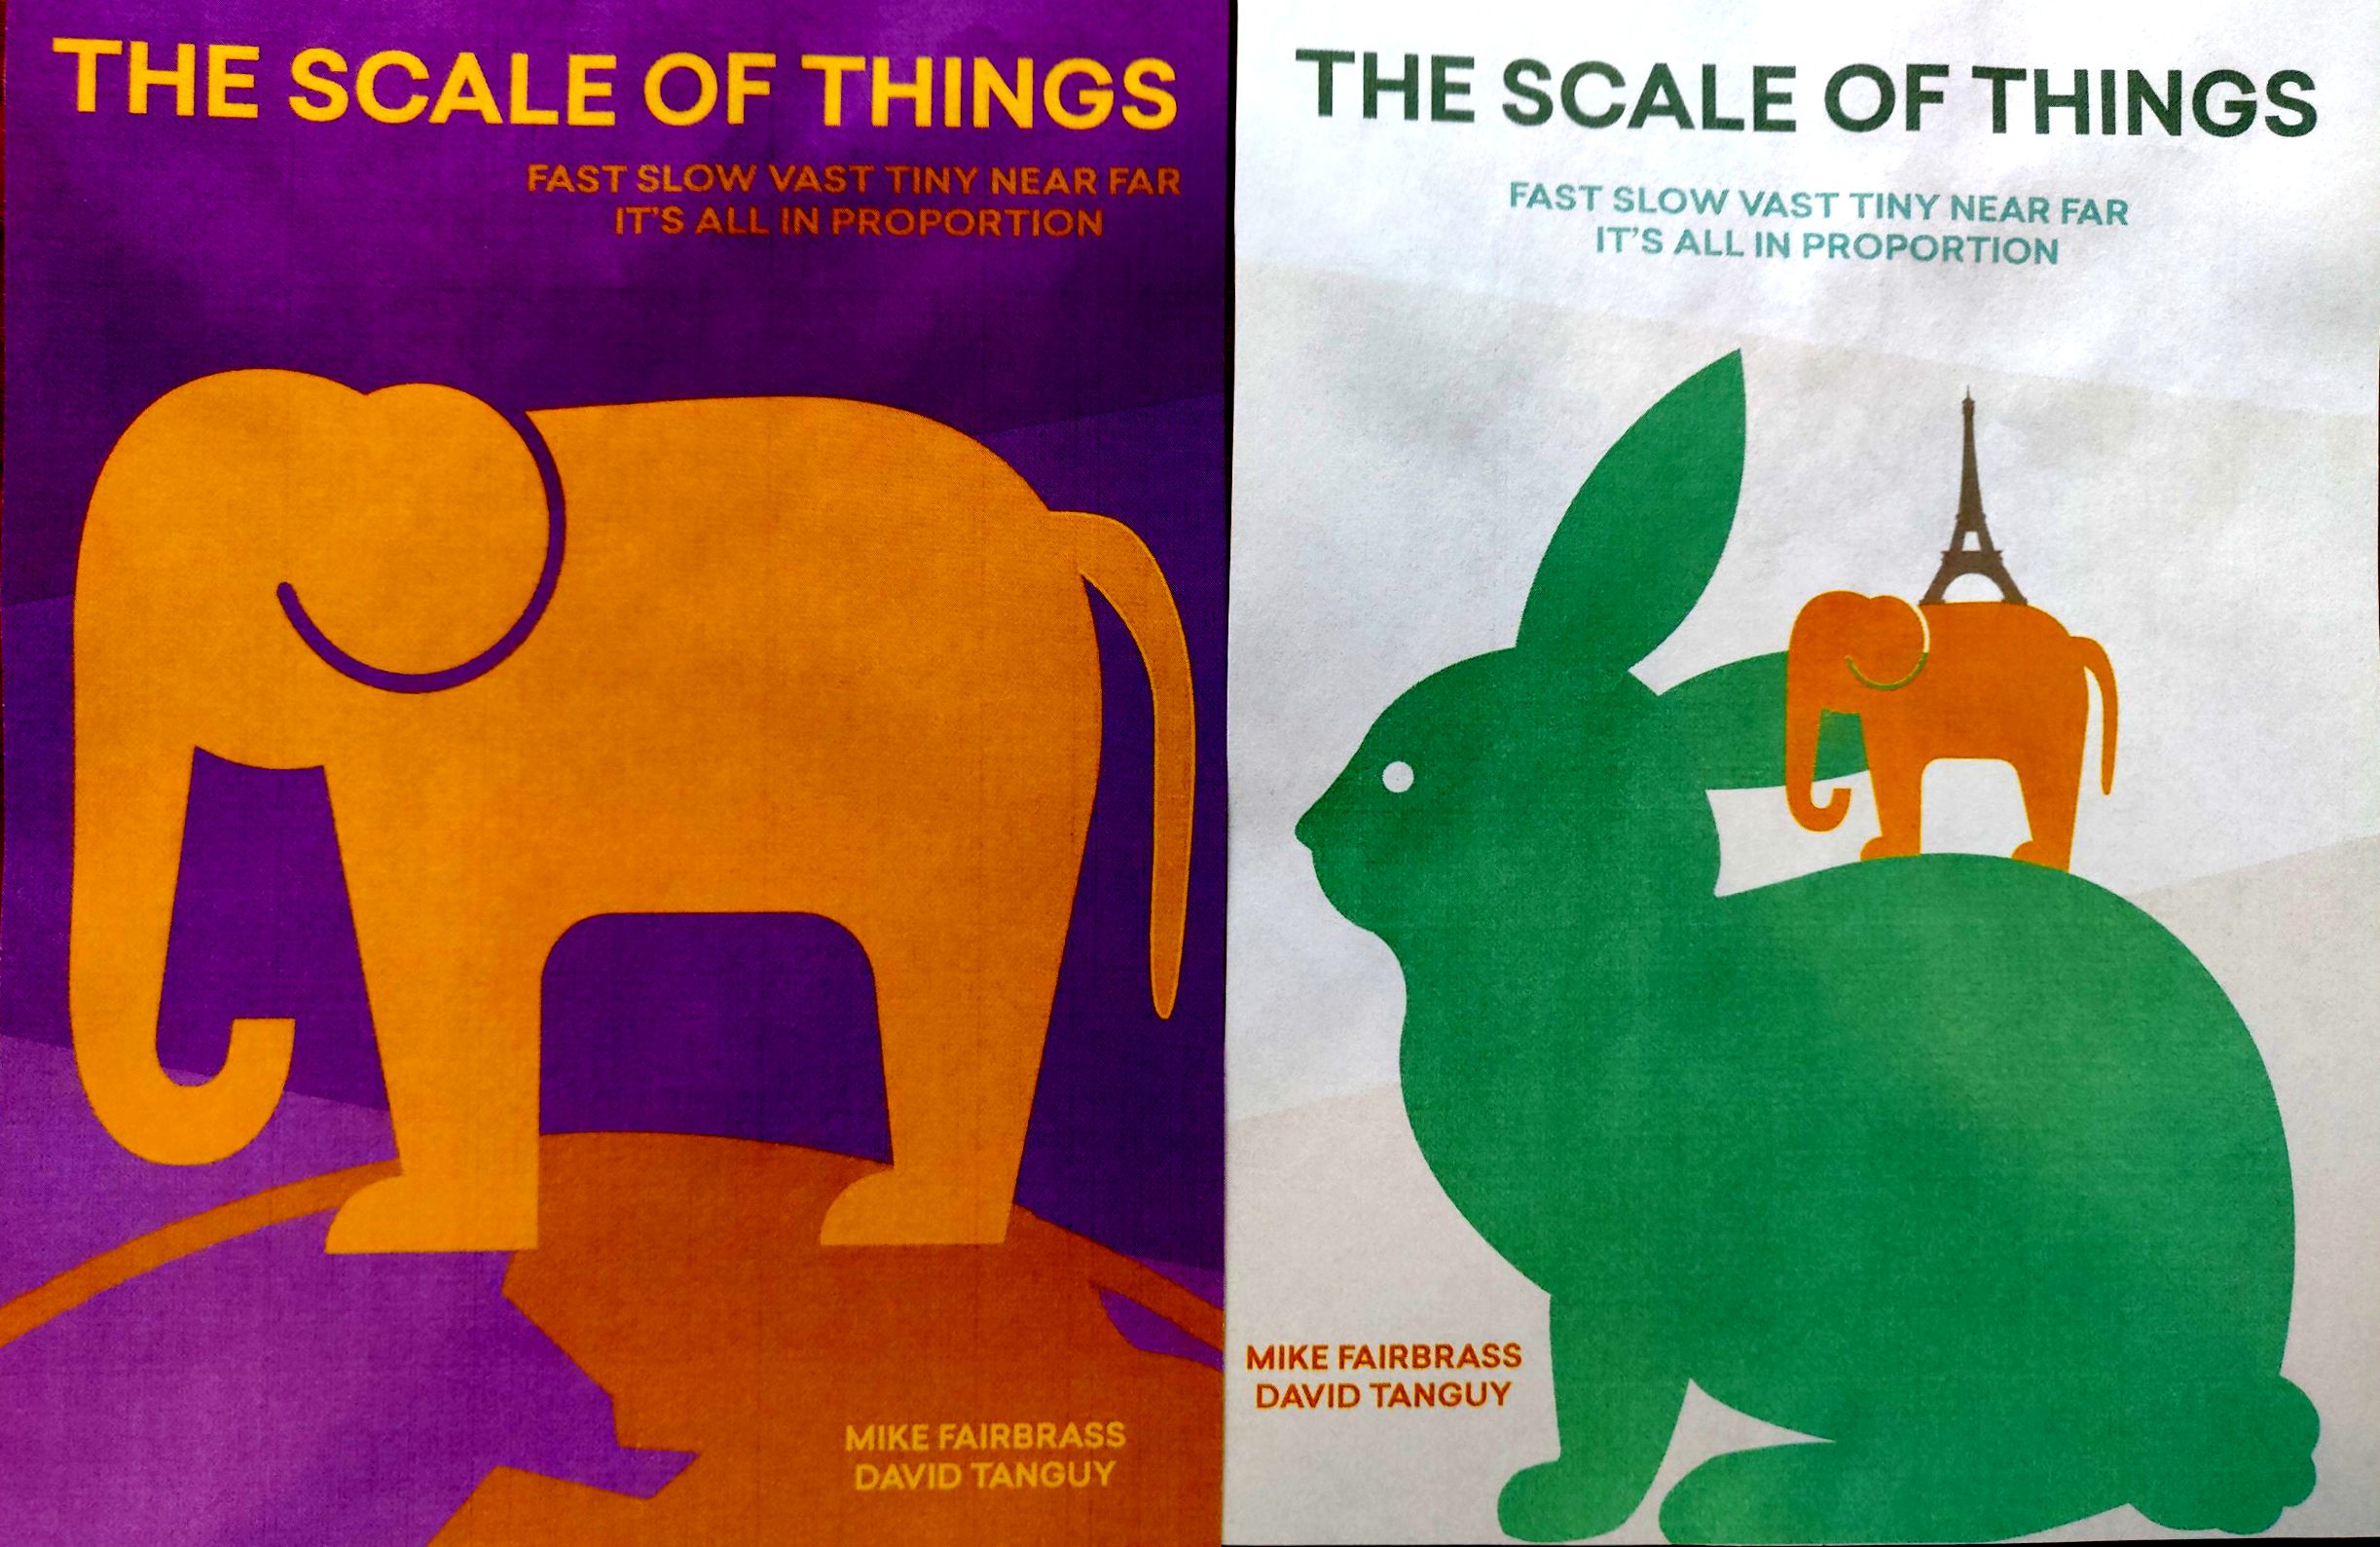 THE SCALE OF THINGS
FAST SLOW VAST TINY NEAR FAR
IT'S ALL IN PROPORTION
MIKE FAIRBRASS
DAVID TANGUY
THE SCALE OF THINGS
FAST SLOW VAST TINY NEAR FAR
IT'S ALL IN PROPORTION
MIKE FAIRBRASS
DAVID TANGUY